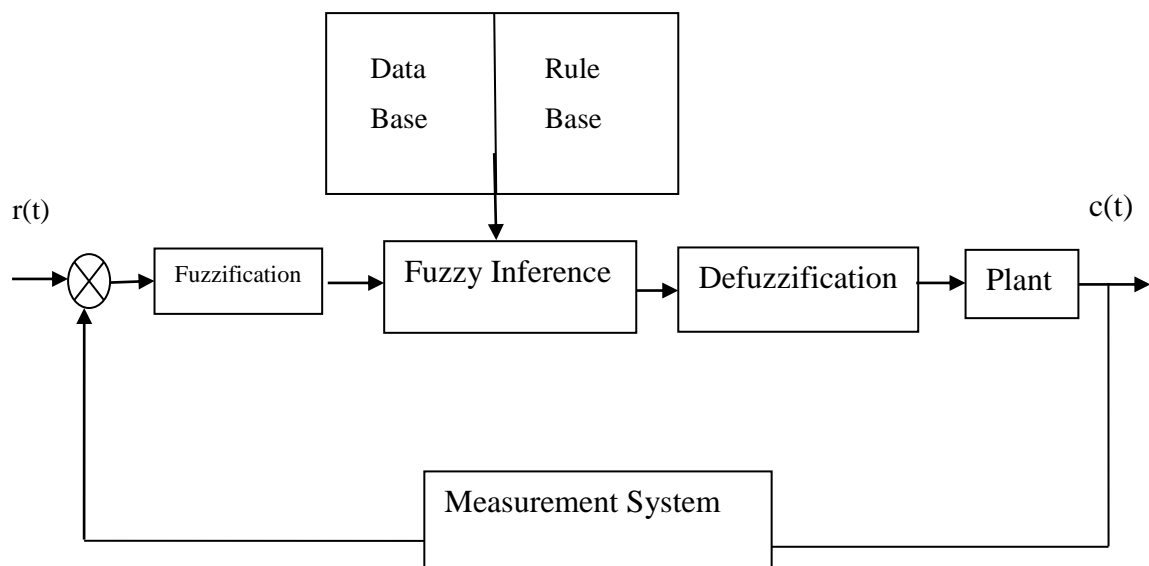 Data
Base
Rule
Base
r(t)
c(t)
Fuzzification
Fuzzy Inference
Defuzzification
Plant
Measurement System